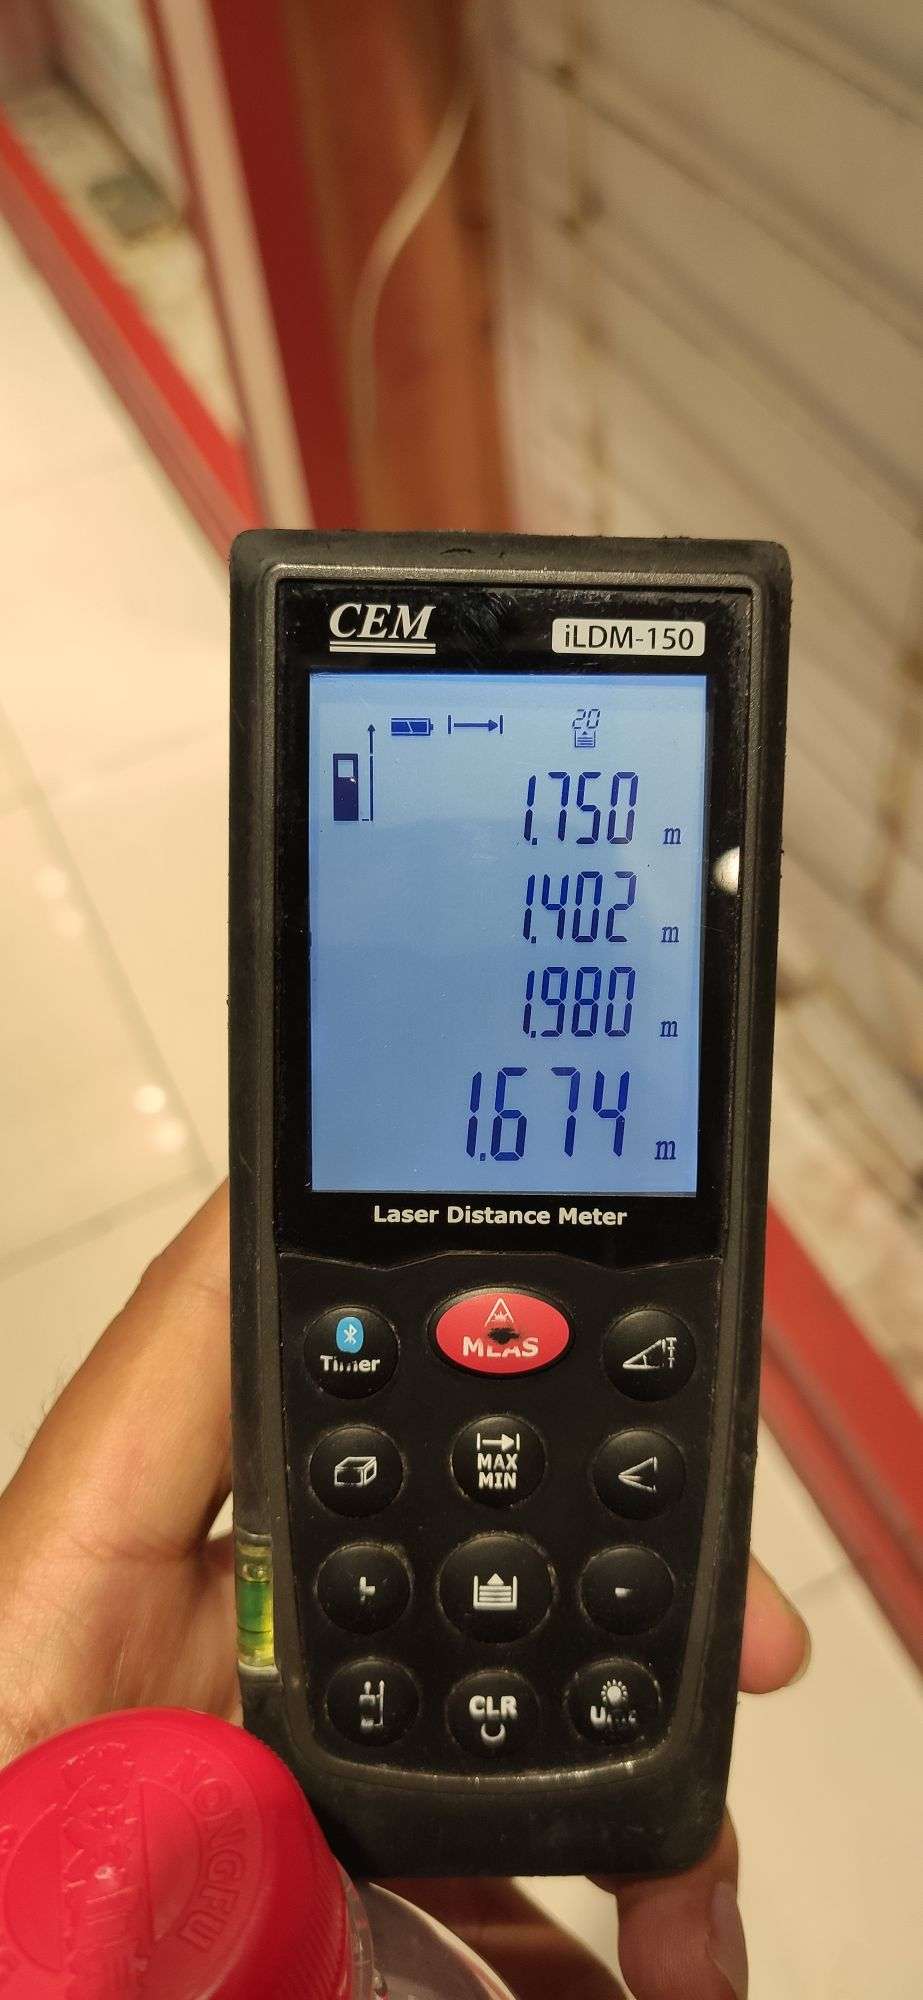 CEM
iLDM-150
20
1.750 m
1.402 m
1.980 m
1.674 m
Laser Distance Meter
Timer
MEAS
MAX
MIN
+
-
CLR
NONGFU